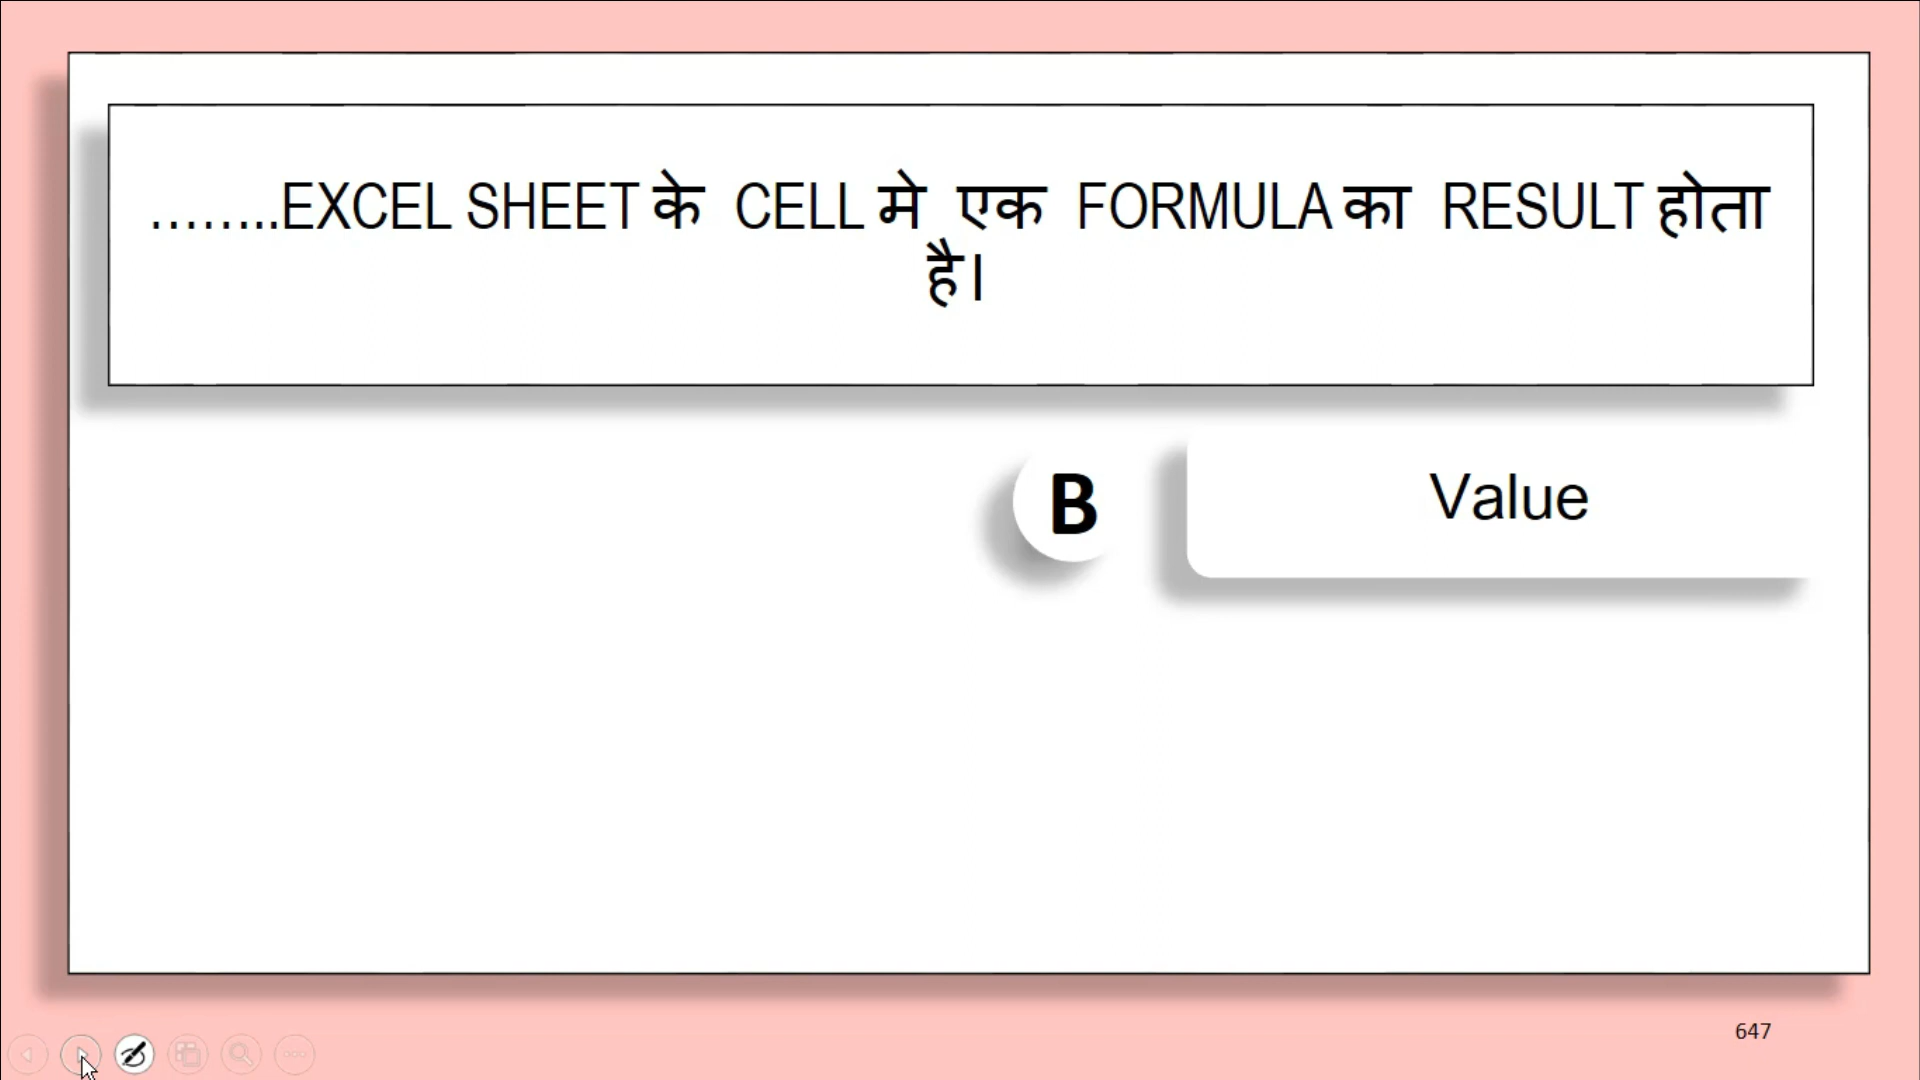 ……..EXCEL SHEET के CELL मे एक FORMULA का RESULT होता
है।
B Value
647